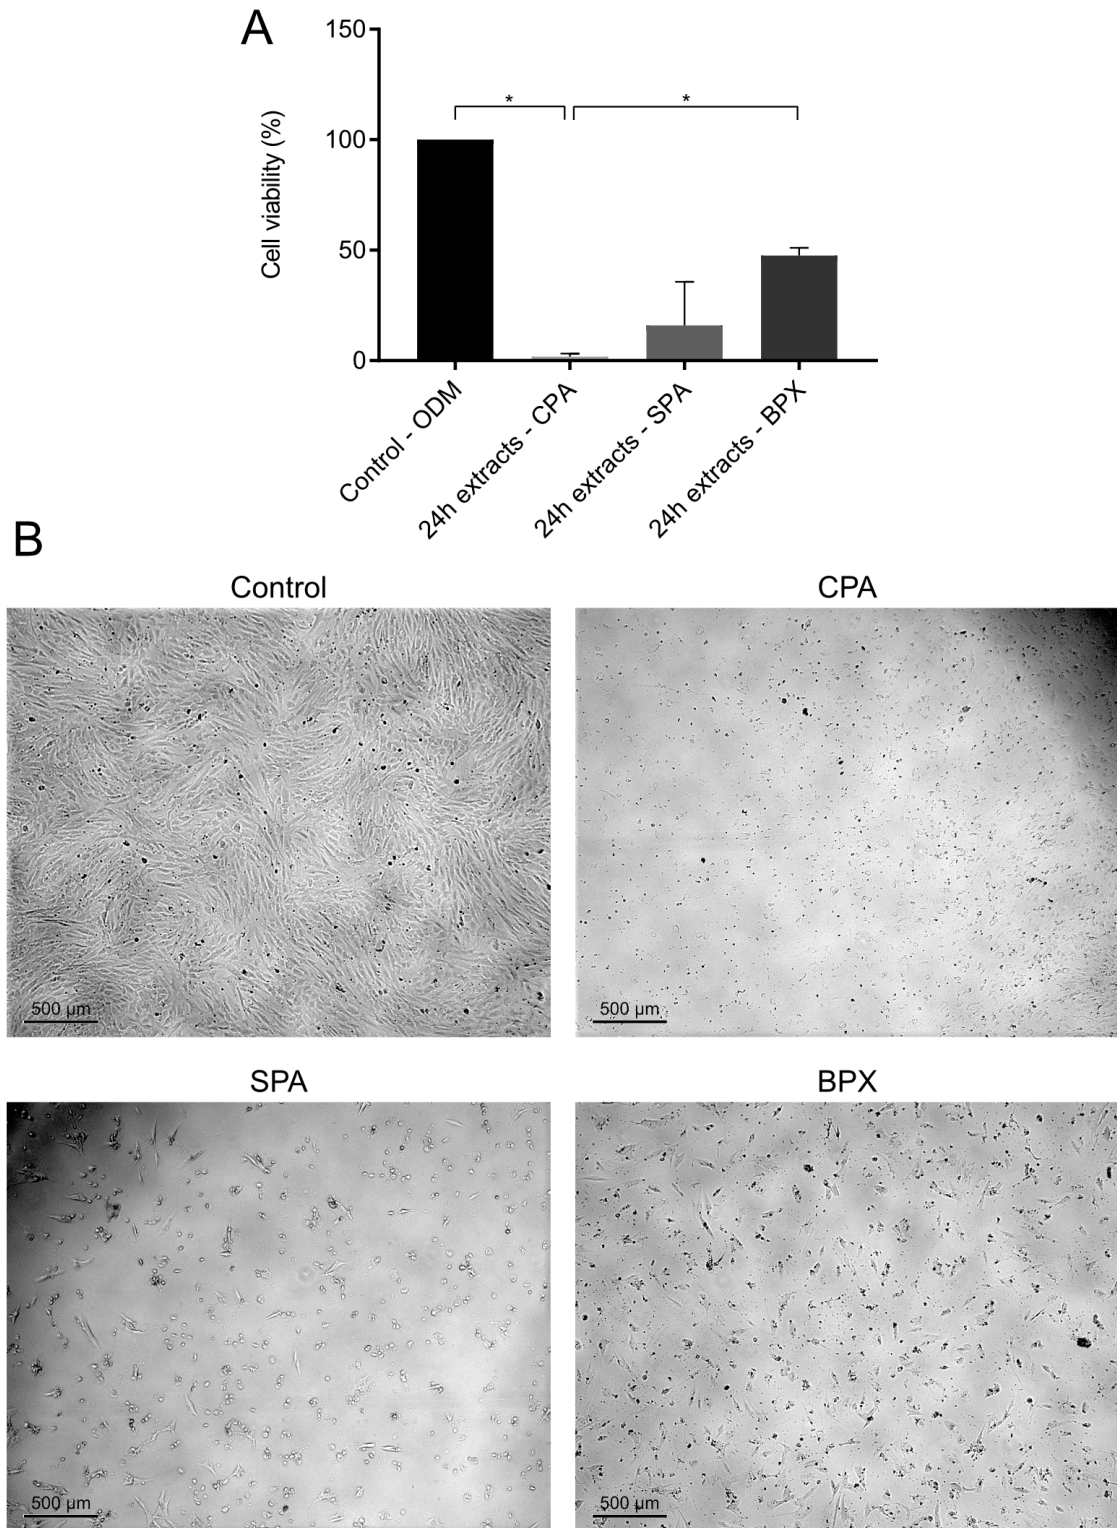 A
150
100
50
0
Cell viability (%)
*
*
Control - ODM
24h extracts - CPA
24h extracts - SPA
24h extracts - BPX
B
Control
CPA
500 µm
500 µm
SPA
BPX
500 µm
500 µm